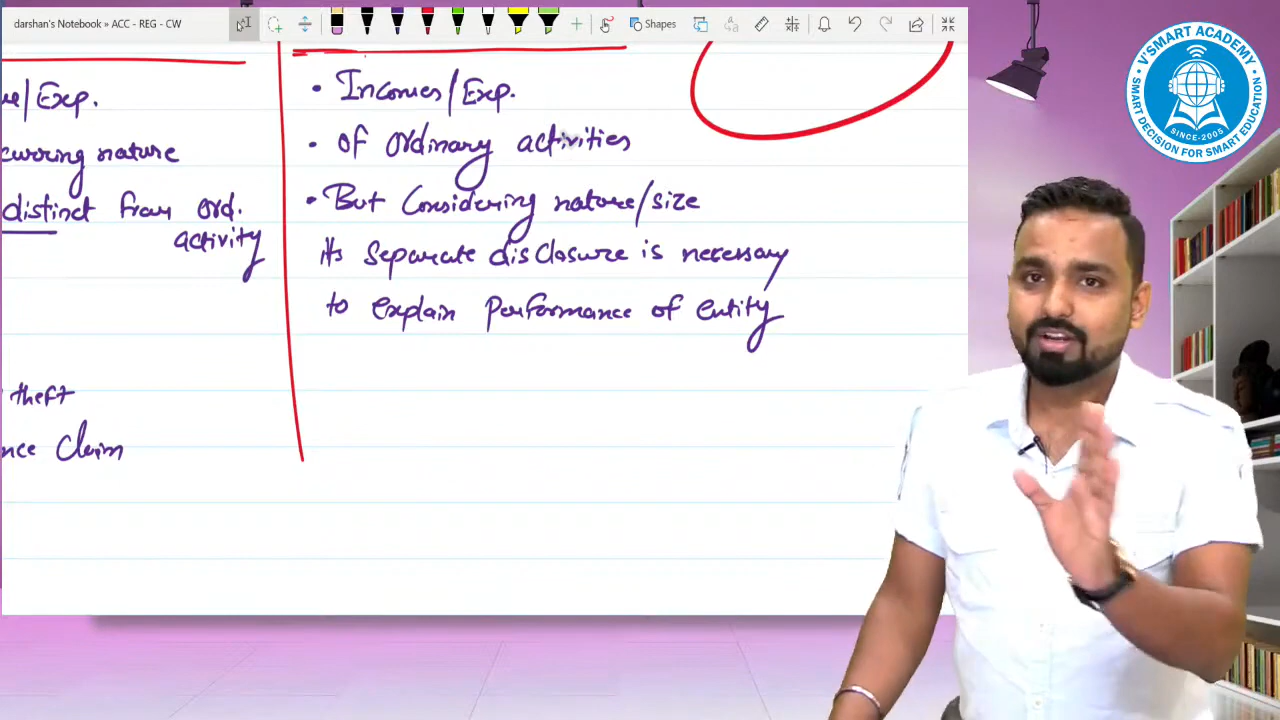 darshan's Notebook » ACC - REG - CW
Shapes
re/Exp.
curring nature
distinct from ord.
activity
theft
nce Claim
• Incomes/Exp.
• of ordinary activities
• But Considering nature/size
its separate disclosure is necessary
to explain performance of entity
V'SMART ACADEMY
SINCE-2005
SMART DECISION FOR SMART EDUCATION